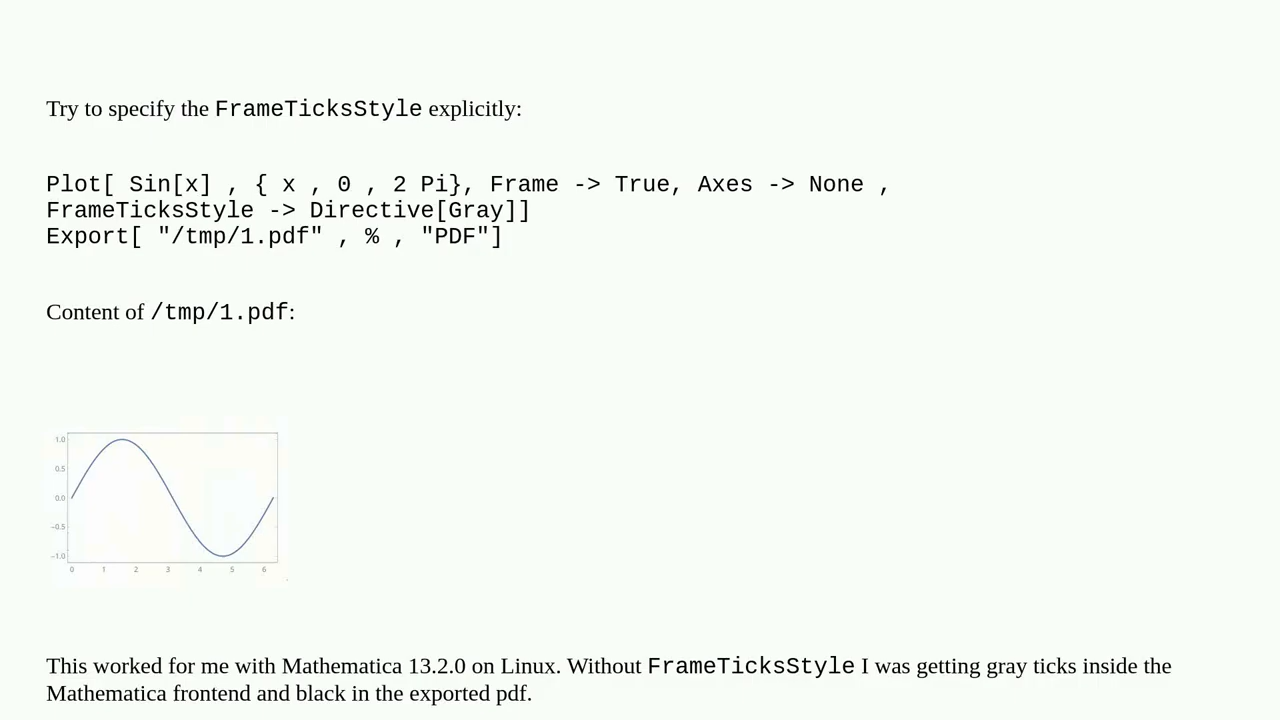 Try to specify the FrameTicksStyle explicitly:
Plot[ Sin[x] , { x , 0 , 2 Pi}, Frame -> True, Axes -> None ,
FrameTicksStyle -> Directive[Gray]]
Export[ "/tmp/1.pdf" , % , "PDF"]
Content of /tmp/1.pdf:
1.0
0.5
0.0
−0.5
−1.0
0 1 2 3 4 5 6
This worked for me with Mathematica 13.2.0 on Linux. Without FrameTicksStyle I was getting gray ticks inside the
Mathematica frontend and black in the exported pdf.